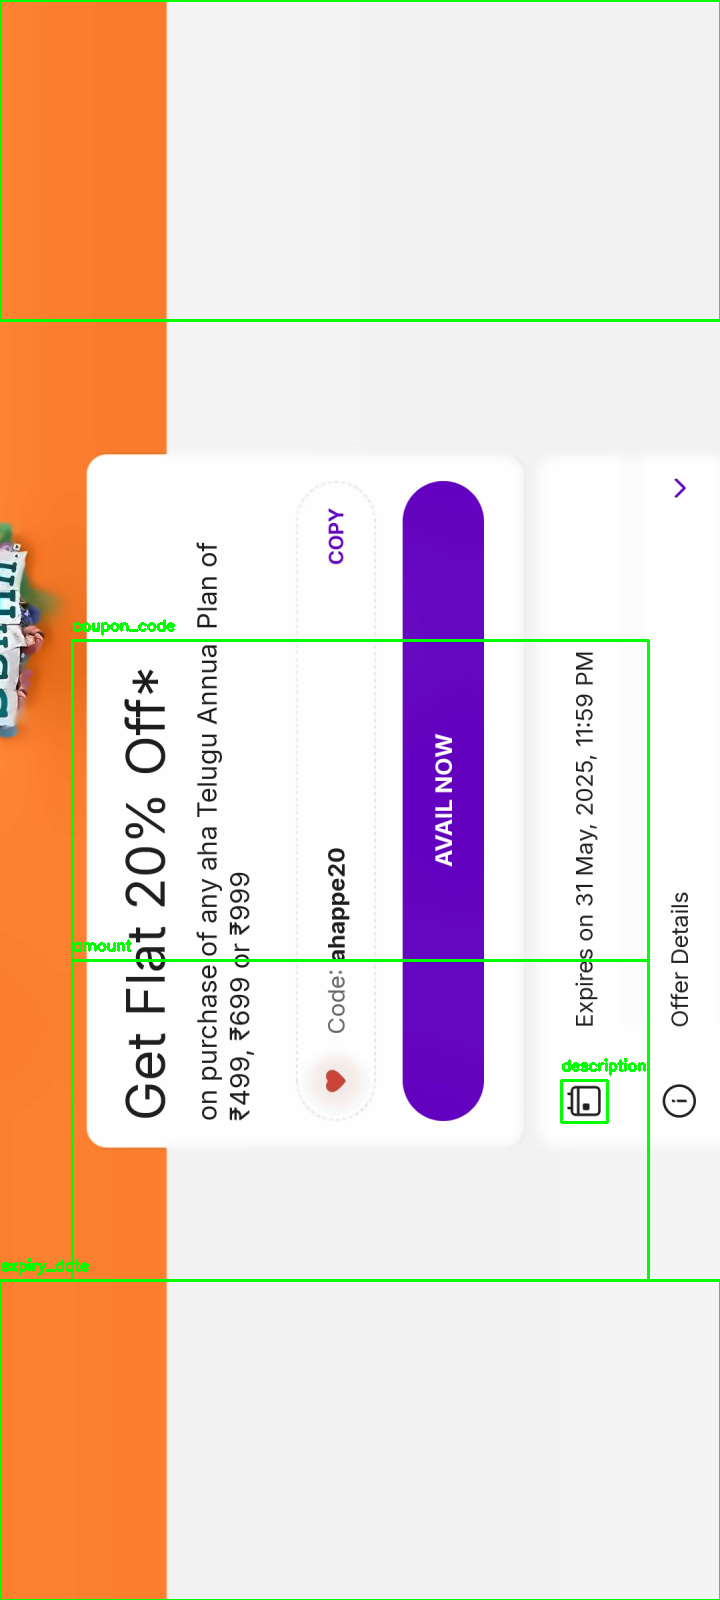 Get Flat 20% Off*
on purchase of any aha Telugu Annual Plan of
₹499, ₹699 or ₹999
Code: ahappe20
COPY
AVAIL NOW
Expires on 31 May, 2025, 11:59 PM
Offer Details
coupon_code
amount
description
expiry_date